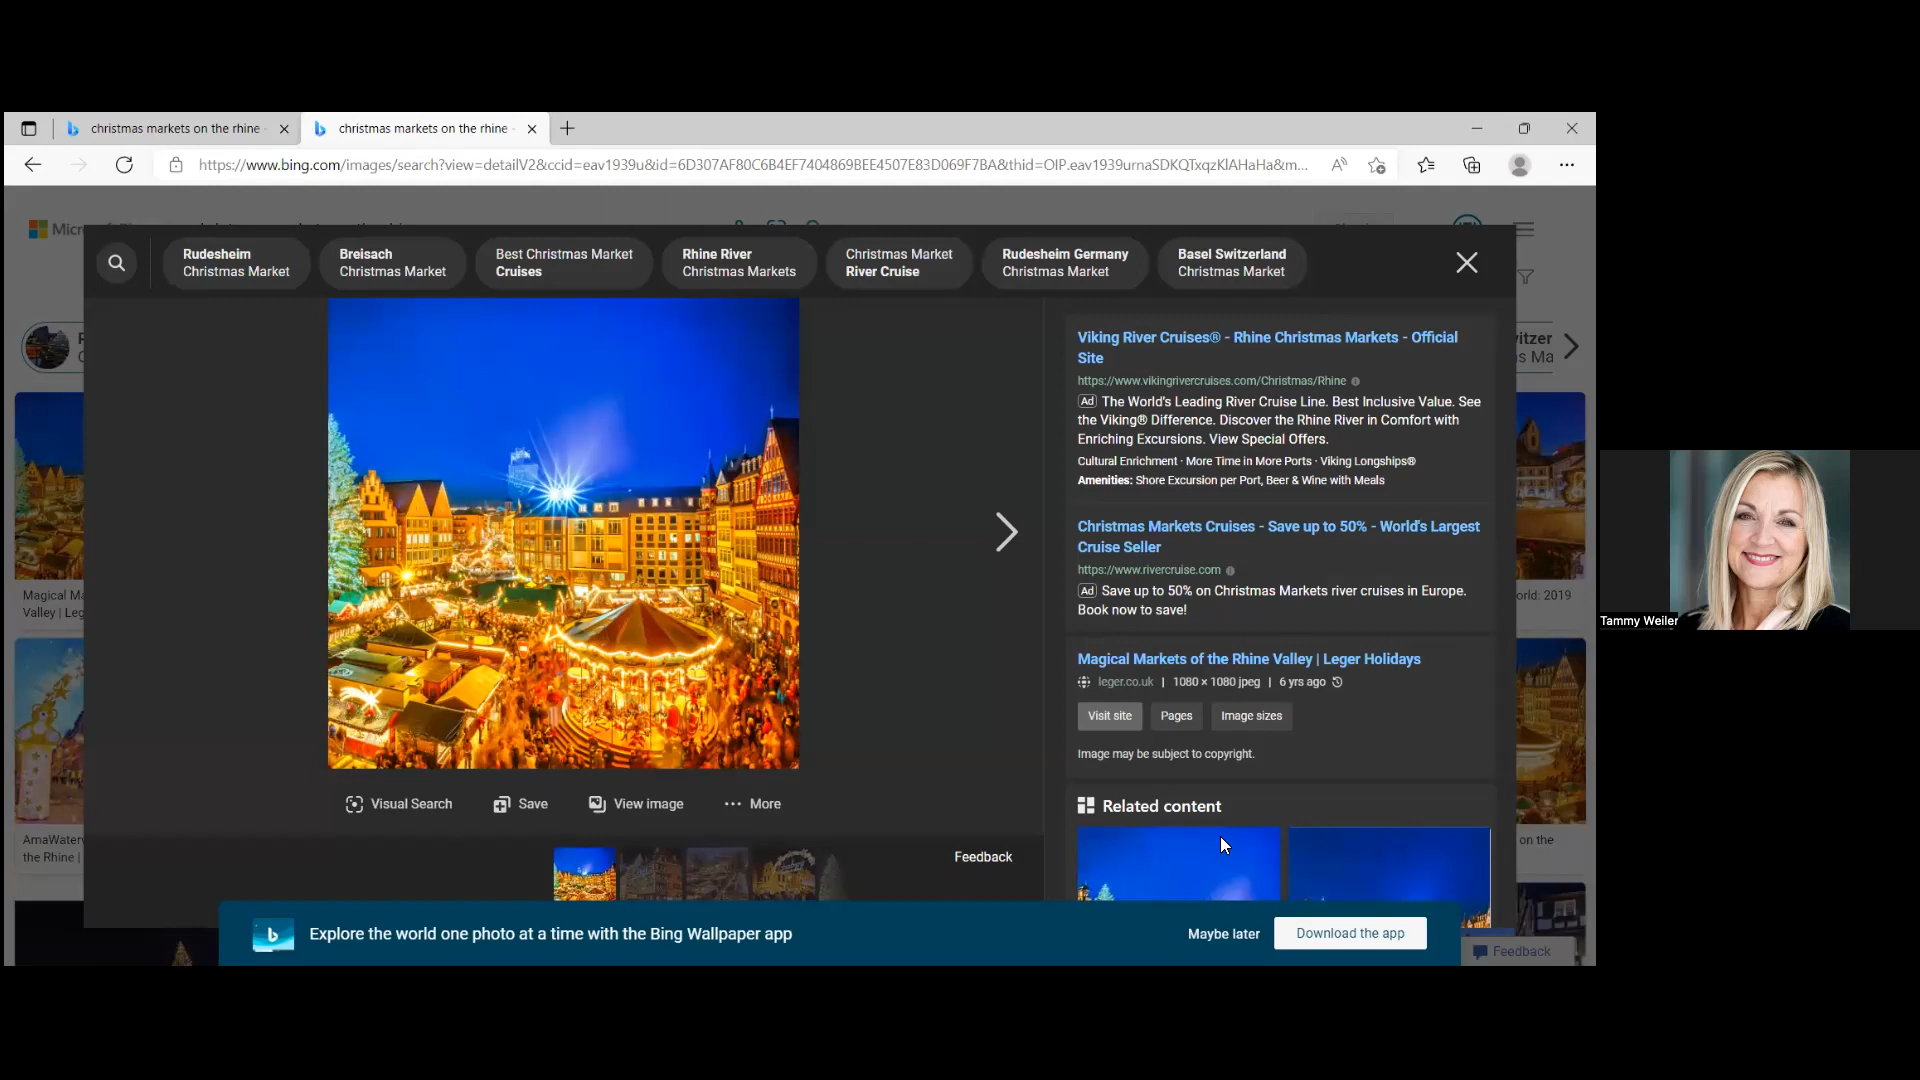 christmas markets on the rhine
christmas markets on the rhine
https://www.bing.com/images/search?view=detailV2&ccid=eav1939u&id=6D307AF80C6B4EF7404869BEE4507E83D069F7BA&thid=OIP.eav1939urnaSDKQTxqzKlAHaHa&m...
Rudesheim
Christmas Market
Breisach
Christmas Market
Best Christmas Market
Cruises
Rhine River
Christmas Markets
Christmas Market
River Cruise
Rudesheim Germany
Christmas Market
Basel Switzerland
Christmas Market
Viking River Cruises® - Rhine Christmas Markets - Official
Site
https://www.vikingrivercruises.com/Christmas/Rhine
Ad The World's Leading River Cruise Line. Best Inclusive Value. See
the Viking® Difference. Discover the Rhine River in Comfort with
Enriching Excursions. View Special Offers.
Cultural Enrichment · More Time in More Ports · Viking Longships®
Amenities: Shore Excursion per Port, Beer & Wine with Meals
Christmas Markets Cruises - Save up to 50% - World's Largest
Cruise Seller
https://www.rivercruise.com
Ad Save up to 50% on Christmas Markets river cruises in Europe.
Book now to save!
Magical Markets of the Rhine Valley | Leger Holidays
leger.co.uk | 1080 × 1080 jpeg | 6 yrs ago
Visit site Pages Image sizes
Image may be subject to copyright.
Related content
Visual Search Save View image More
Feedback
Micro
Magical Ma
Valley | Leg
AmaWaterw
the Rhine |
witzer
s Ma
orld: 2019
on the
Explore the world one photo at a time with the Bing Wallpaper app
Maybe later Download the app
Feedback
Tammy Weiler